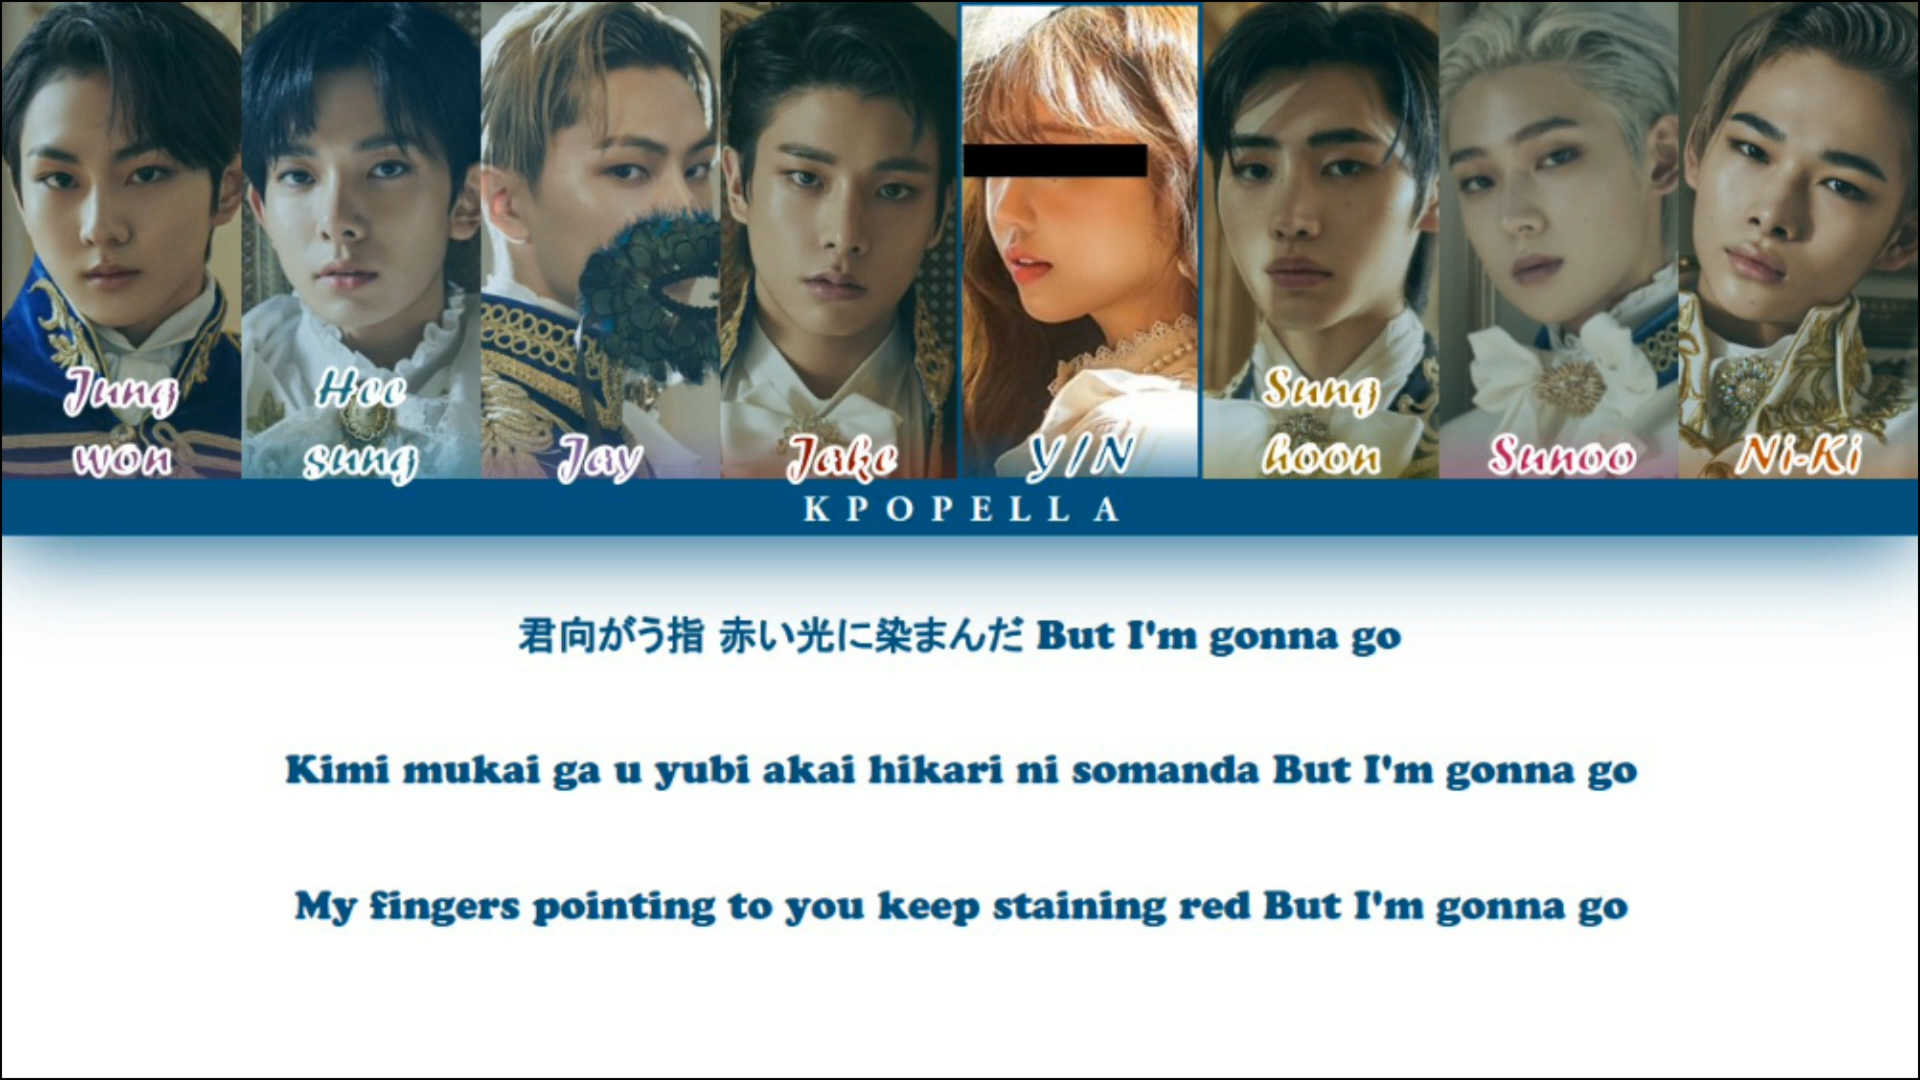 Jung
won
Hee
sung
Jay
Jake
Y/N
Sung
hoon
Sunoo
Ni-Ki
KPOPELLA
君向がう指 赤い光に染まんだ But I'm gonna go
Kimi mukai ga u yubi akai hikari ni somanda But I'm gonna go
My fingers pointing to you keep staining red But I'm gonna go